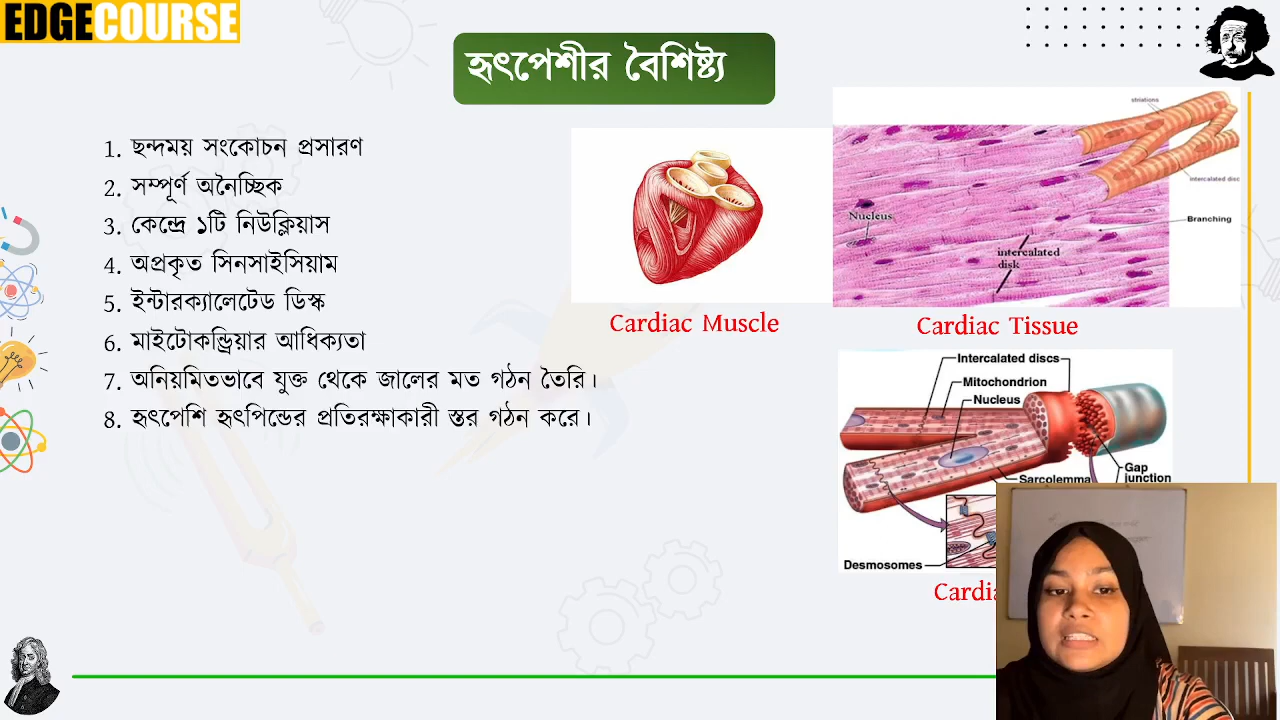 EDGECOURSE
হৃৎপেশীর বৈশিষ্ট্য
1. ছন্দময় সংকোচন প্রসারণ
2. সম্পূর্ণ অনৈচ্ছিক
3. কেন্দ্রে ১টি নিউক্লিয়াস
4. অপ্রকৃত সিনসাইসিয়াম
5. ইন্টারক্যালেটেড ডিস্ক
6. মাইটোকন্ড্রিয়ার আধিক্যতা
7. অনিয়মিতভাবে যুক্ত থেকে জালের মত গঠন তৈরি।
8. হৃৎপেশি হৃৎপিন্ডের প্রতিরক্ষাকারী স্তর গঠন করে।
Cardiac Muscle
striations
intercalated disc
Nucleus
Branching
intercalated
disk
Cardiac Tissue
Intercalated discs
Mitochondrion
Nucleus
Gap
junction
Sarcolemma
Desmosomes